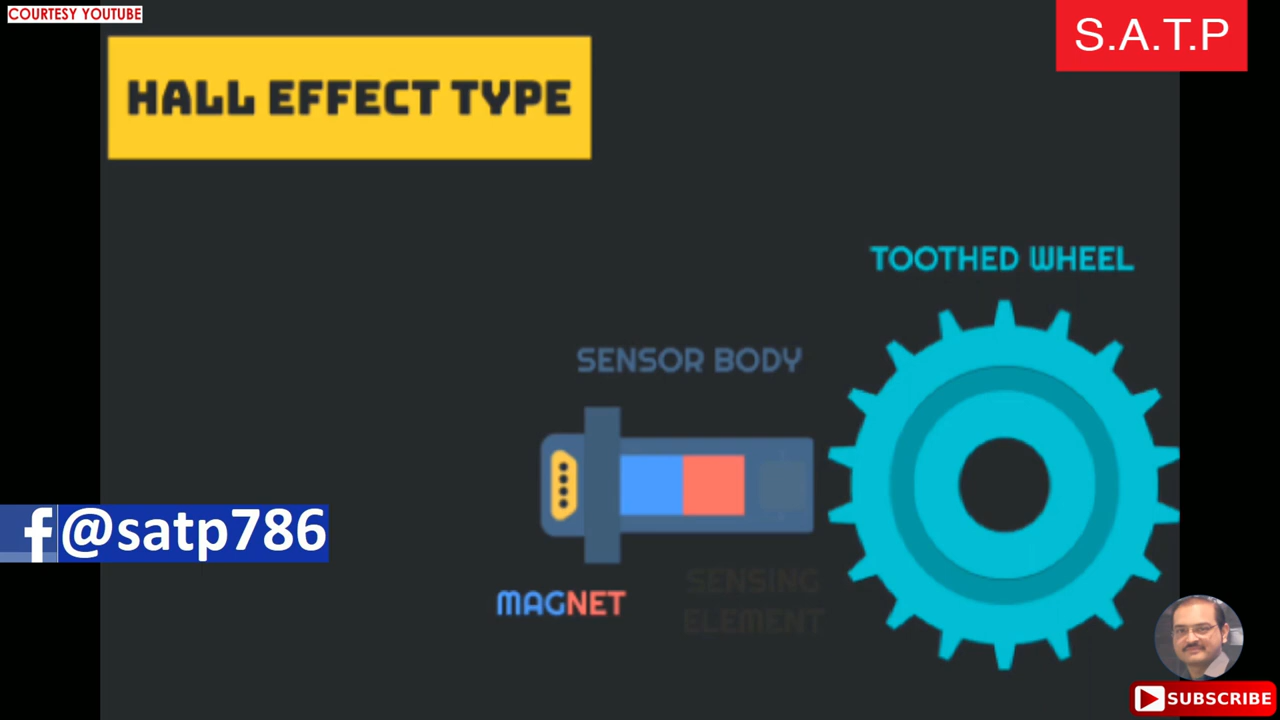 COURTESY YOUTUBE
S.A.T.P
HALL EFFECT TYPE
TOOTHED WHEEL
SENSOR BODY
f@satp786
MAGNET
SENSING
ELEMENT
SUBSCRIBE